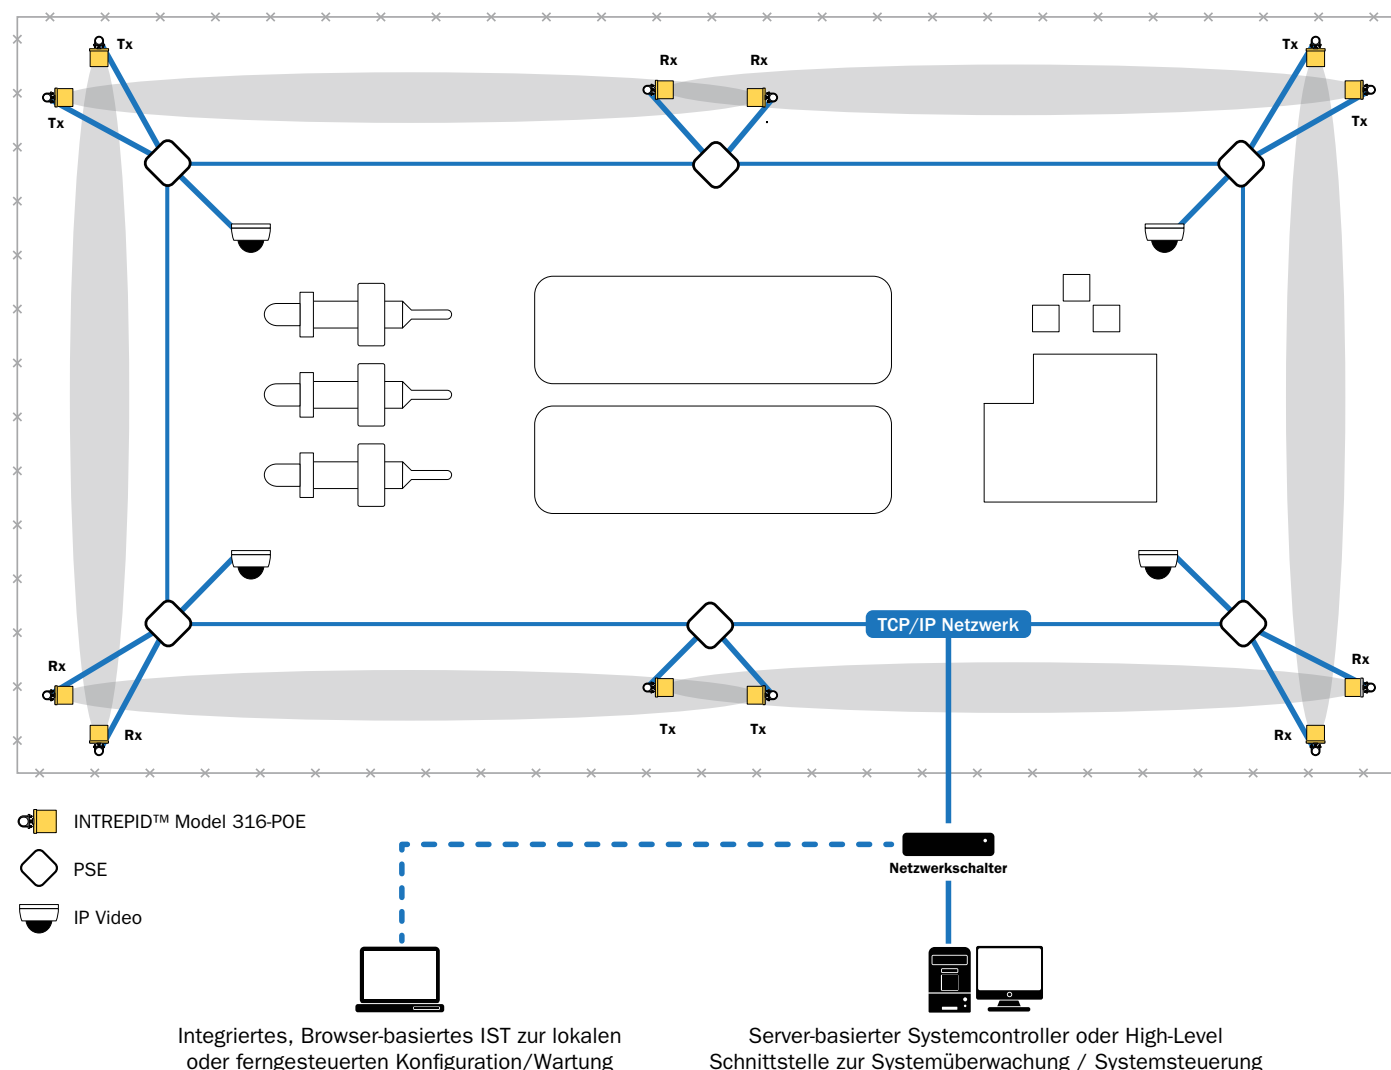 Tx
Rx
Rx
Tx
Tx
Tx
TCP/IP Netzwerk
Rx
Rx
Tx
Tx
Rx
Rx
INTREPID™ Model 316-POE
PSE
Netzwerkschalter
IP Video
Integriertes, Browser-basiertes IST zur lokalen
oder ferngesteuerten Konfiguration/Wartung
Server-basierter Systemcontroller oder High-Level
Schnittstelle zur Systemüberwachung / Systemsteuerung